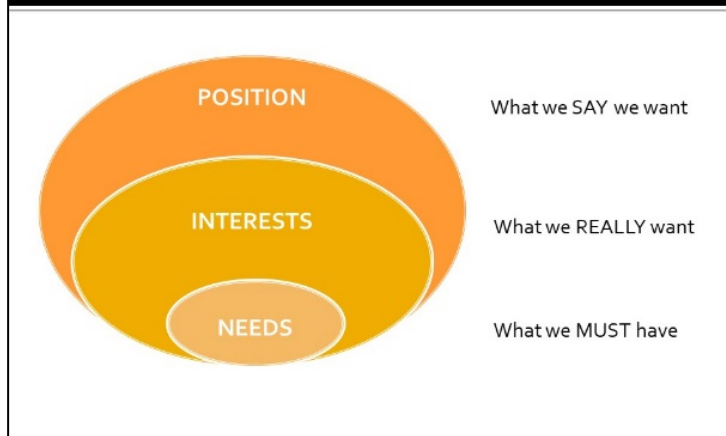 POSITION
What we SAY we want
INTERESTS
What we REALLY want
NEEDS
What we MUST have